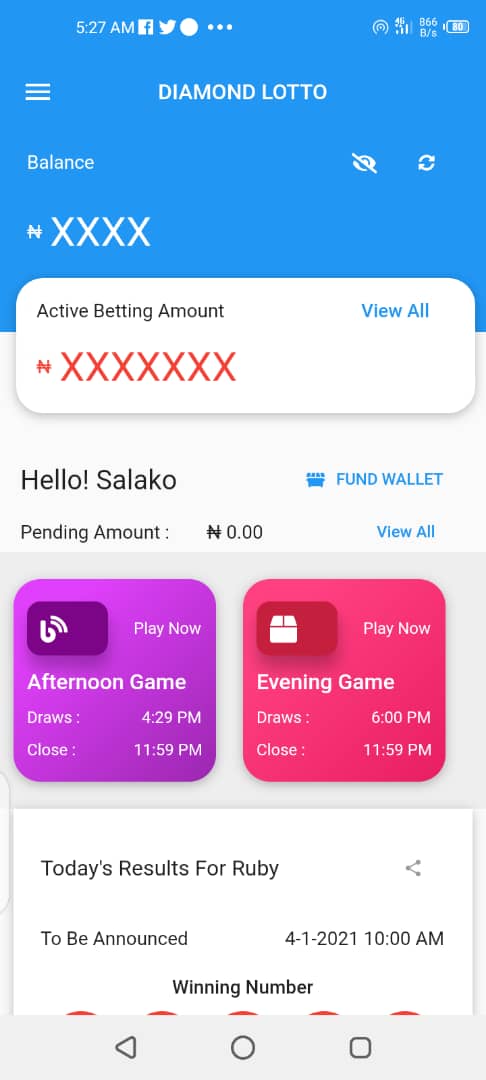 5:27 AM 4G 866 B/s 80
DIAMOND LOTTO
Balance
₦ XXXX
Active Betting Amount View All
₦ XXXXXXX
Hello! Salako FUND WALLET
Pending Amount : ₦ 0.00 View All
Play Now
Afternoon Game
Draws : 4:29 PM
Close : 11:59 PM
Play Now
Evening Game
Draws : 6:00 PM
Close : 11:59 PM
Today's Results For Ruby
To Be Announced 4-1-2021 10:00 AM
Winning Number